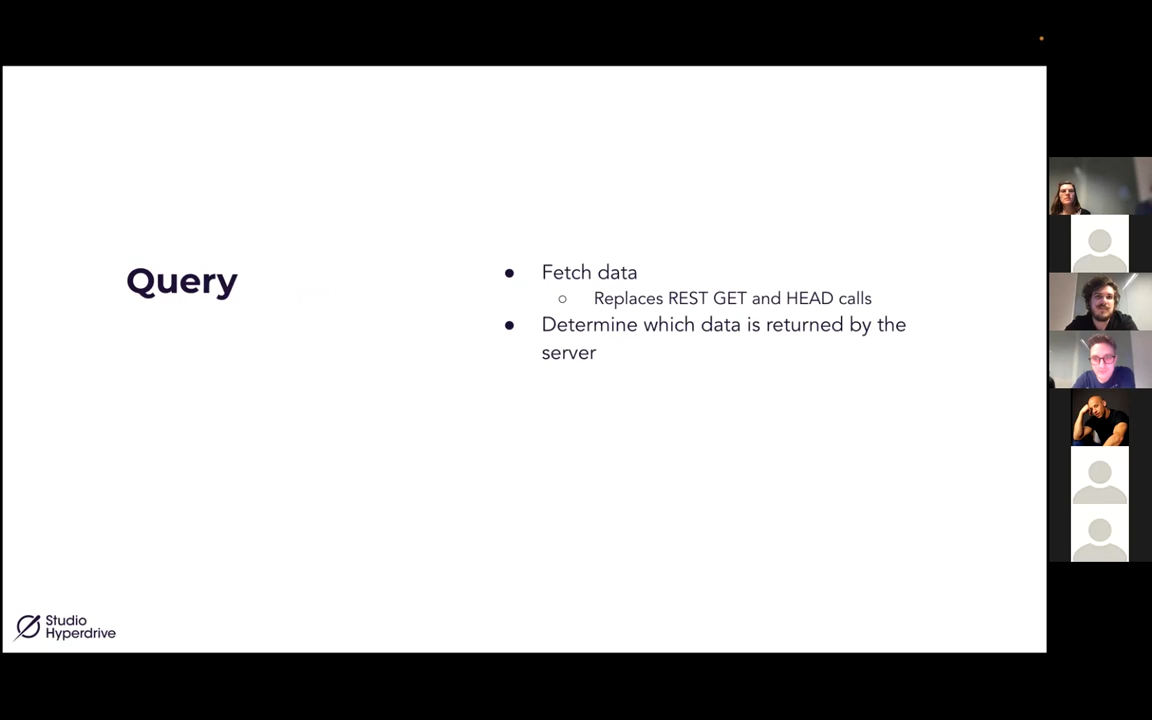 Query
● Fetch data
○ Replaces REST GET and HEAD calls
● Determine which data is returned by the
server
Studio
Hyperdrive